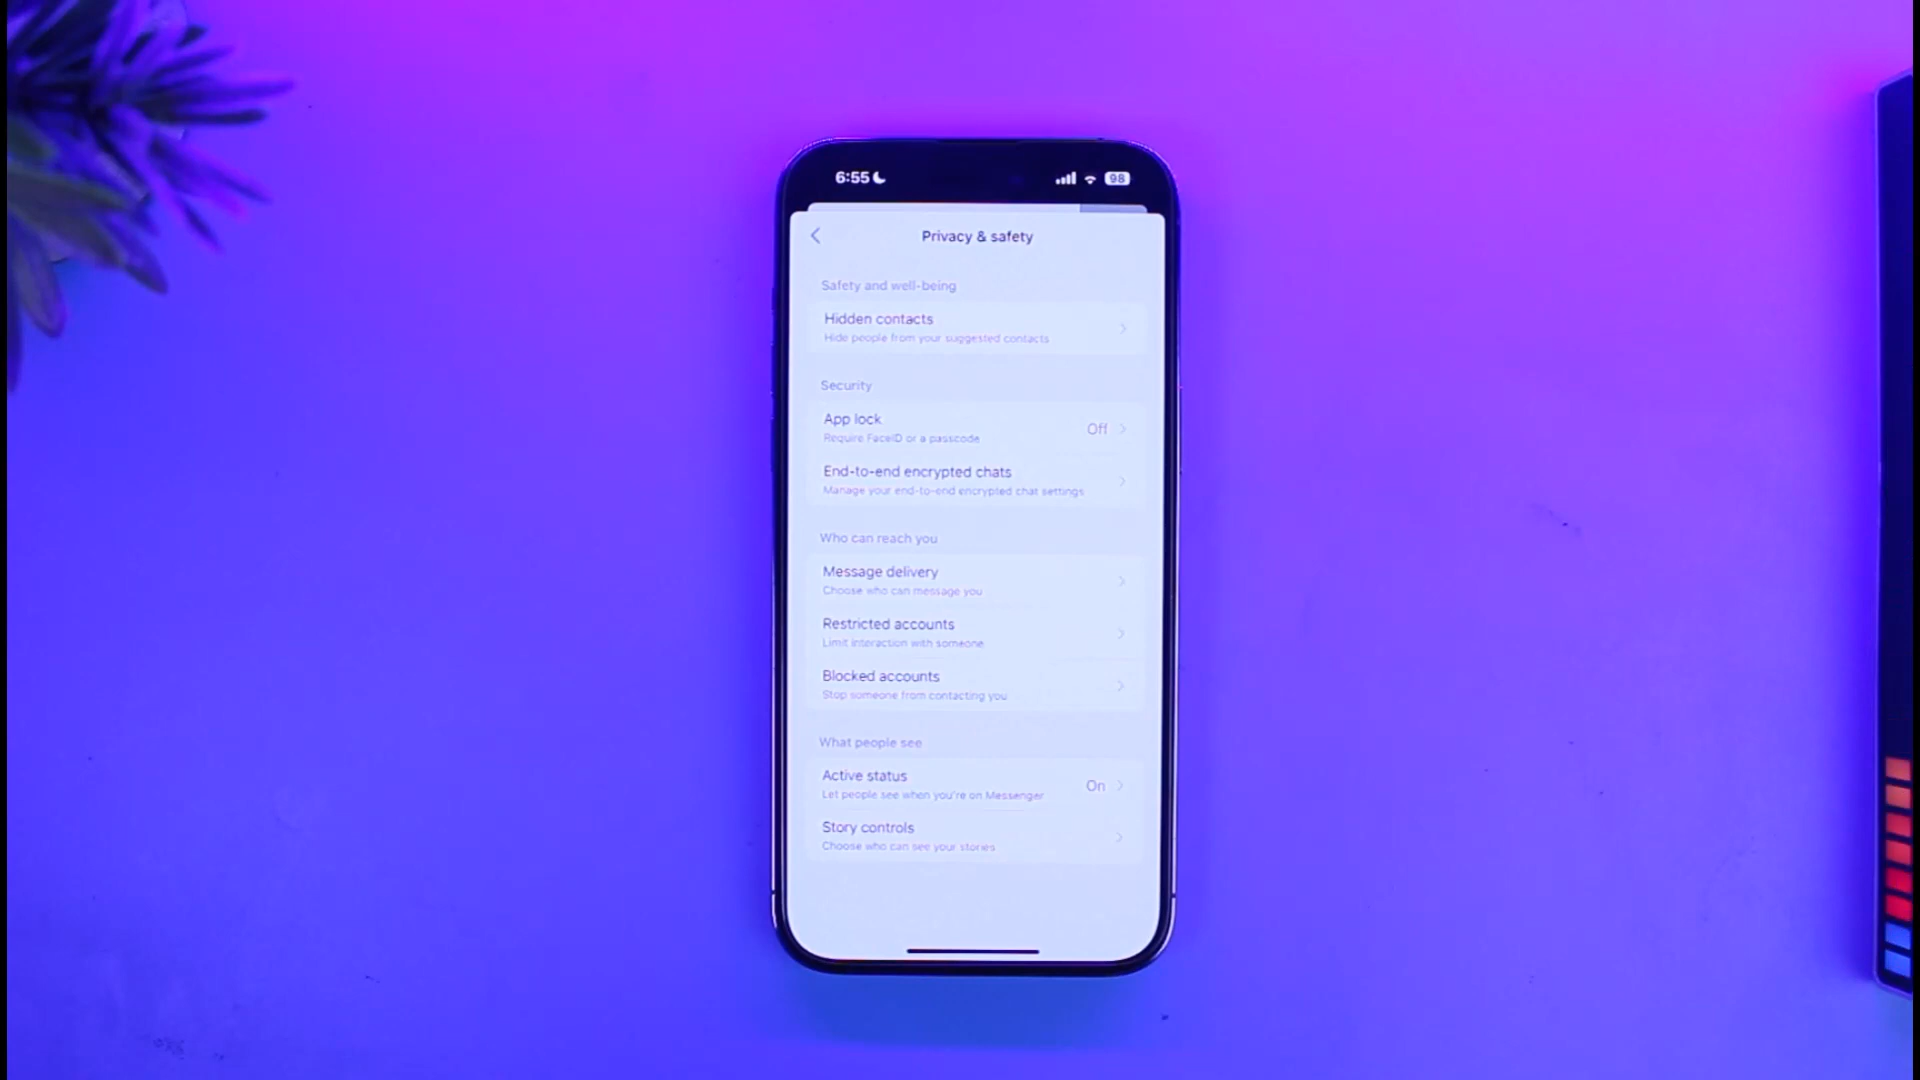 6:55
98
Privacy & safety
Safety and well-being
Hidden contacts
Hide people from your suggested contacts
Security
App lock
Off
Require FaceID or a passcode
End-to-end encrypted chats
Manage your end-to-end encrypted chat settings
Who can reach you
Message delivery
Choose who can message you
Restricted accounts
Limit interaction with someone
Blocked accounts
Stop someone from contacting you
What people see
Active status
On
Let people see when you're on Messenger
Story controls
Choose who can see your stories